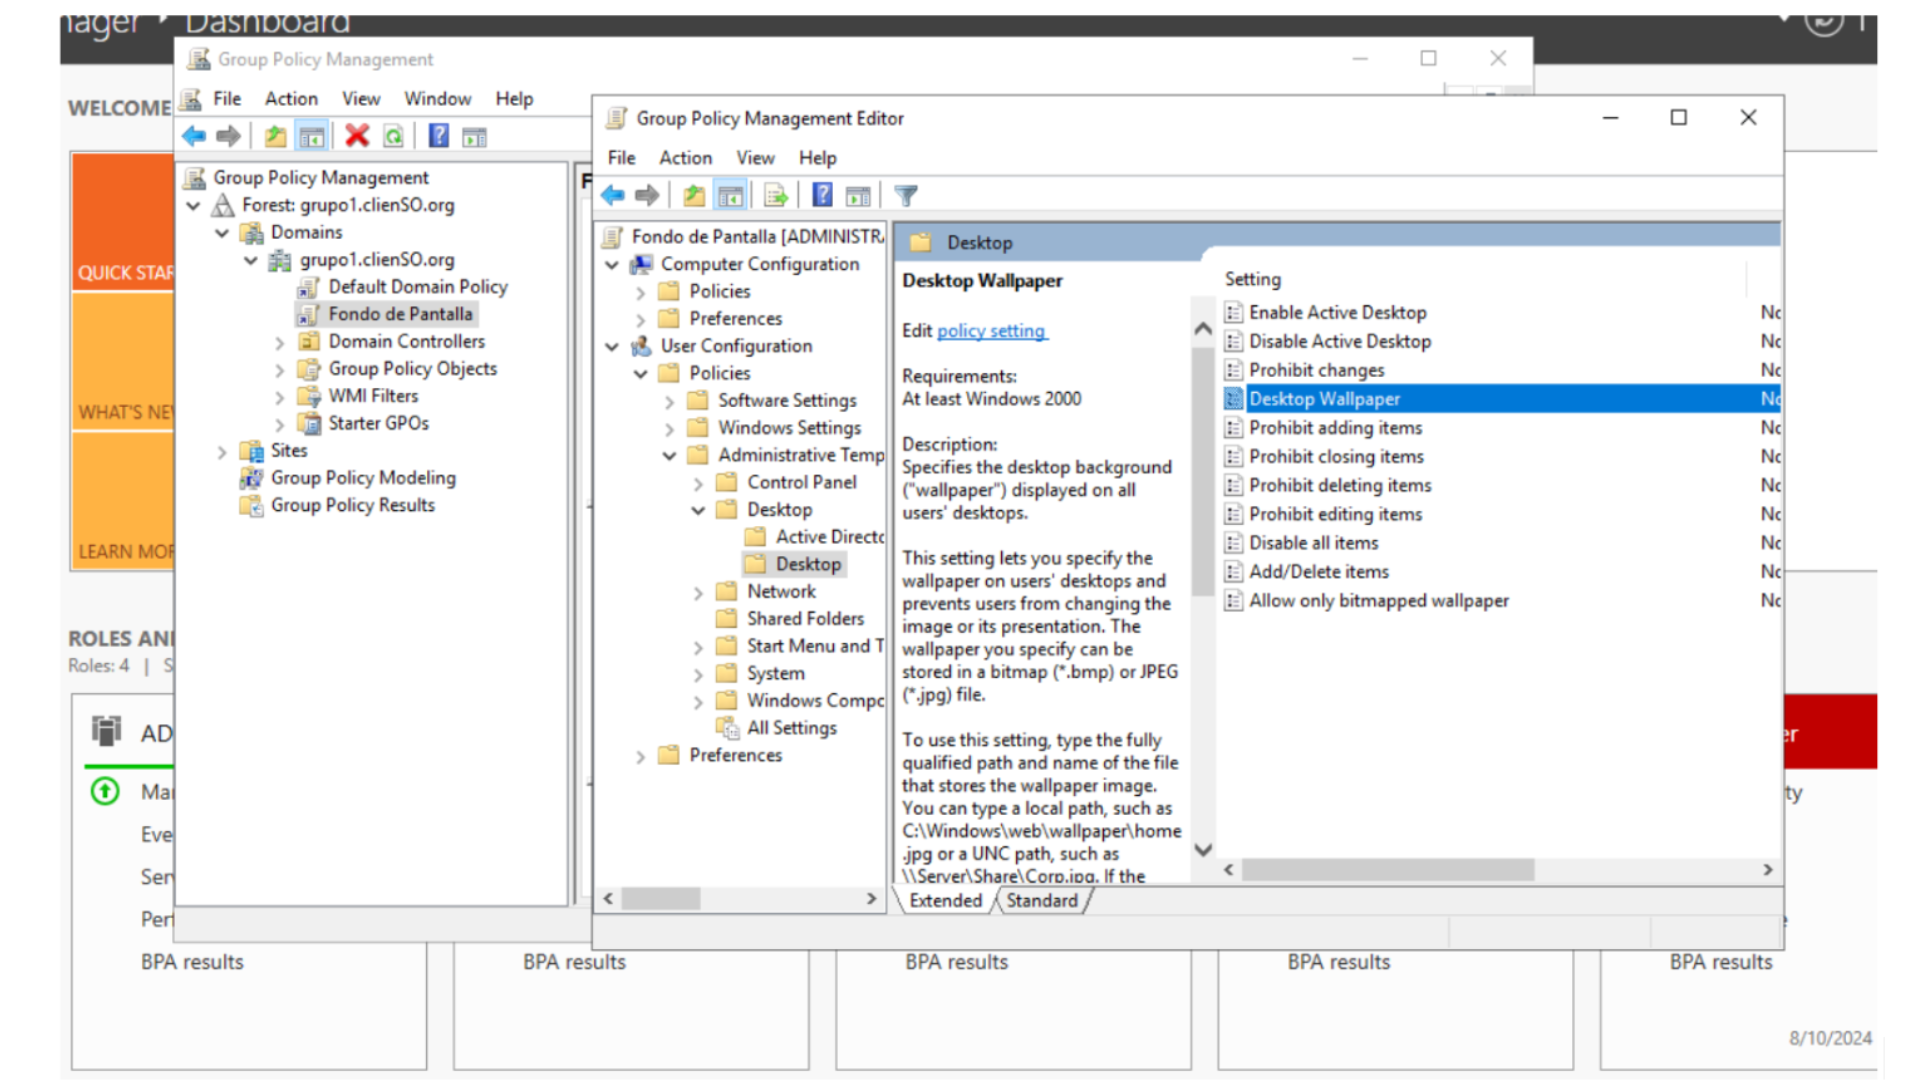 Dashboard
Group Policy Management
File Action View Window Help
WELCOME
Group Policy Management
Forest: grupo1.clienSO.org
Domains
grupo1.clienSO.org
Default Domain Policy
Fondo de Pantalla
Domain Controllers
Group Policy Objects
WMI Filters
Starter GPOs
Sites
Group Policy Modeling
Group Policy Results
QUICK STAR
WHAT'S NE
LEARN MOR
ROLES AN
Roles: 4 | S
AD
Ma
Eve
Ser
Per
Group Policy Management Editor
File Action View Help
Fondo de Pantalla [ADMINISTR
Computer Configuration
Policies
Preferences
User Configuration
Policies
Software Settings
Windows Settings
Administrative Temp
Control Panel
Desktop
Active Directo
Desktop
Network
Shared Folders
Start Menu and T
System
Windows Compo
All Settings
Preferences
Desktop
Desktop Wallpaper
Edit policy setting
Requirements:
At least Windows 2000
Description:
Specifies the desktop background
("wallpaper") displayed on all
users' desktops.
This setting lets you specify the
wallpaper on users' desktops and
prevents users from changing the
image or its presentation. The
wallpaper you specify can be
stored in a bitmap (*.bmp) or JPEG
(*.jpg) file.
To use this setting, type the fully
qualified path and name of the file
that stores the wallpaper image.
You can type a local path, such as
C:\Windows\web\wallpaper\home
.jpg or a UNC path, such as
\\Server\Share\Corp.jpg. If the
Setting
Enable Active Desktop No
Disable Active Desktop No
Prohibit changes No
Desktop Wallpaper No
Prohibit adding items No
Prohibit closing items No
Prohibit deleting items No
Prohibit editing items No
Disable all items No
Add/Delete items No
Allow only bitmapped wallpaper No
Extended Standard
er
ty
BPA results
BPA results
BPA results
BPA results
BPA results
8/10/2024